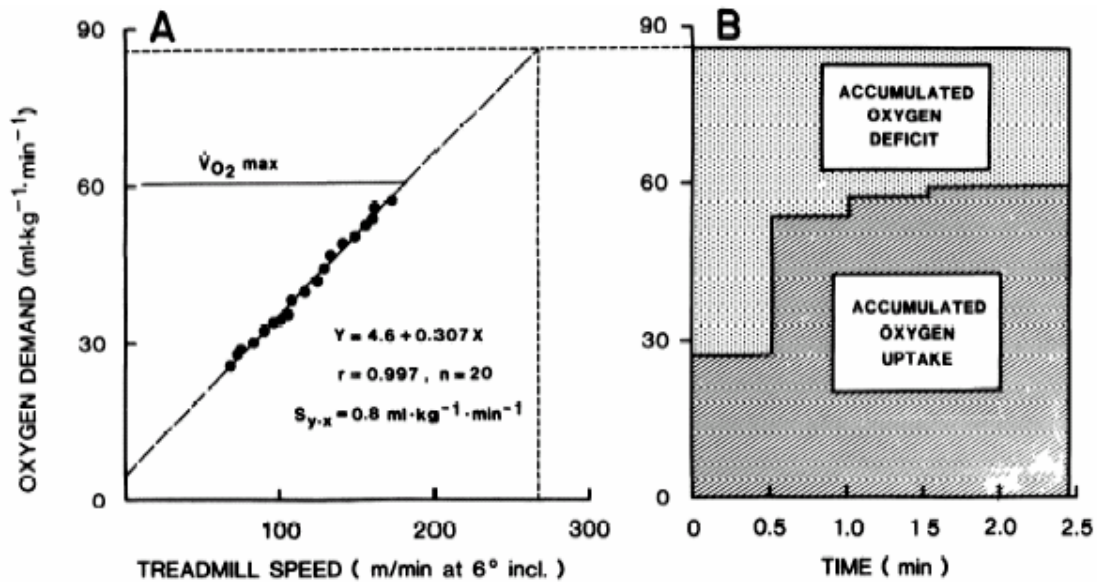 A
90
60
30
0
OXYGEN DEMAND (ml·kg⁻¹·min⁻¹)
V̇O₂ max
Y = 4.6 + 0.307 X
r = 0.997 , n = 20
Sy·x = 0.8 ml·kg⁻¹·min⁻¹
100
200
300
TREADMILL SPEED ( m/min at 6° incl. )
B
90
60
30
0
ACCUMULATED
OXYGEN
DEFICIT
ACCUMULATED
OXYGEN
UPTAKE
0
0.5
1.0
1 5
2.0
2.5
TIME ( min )